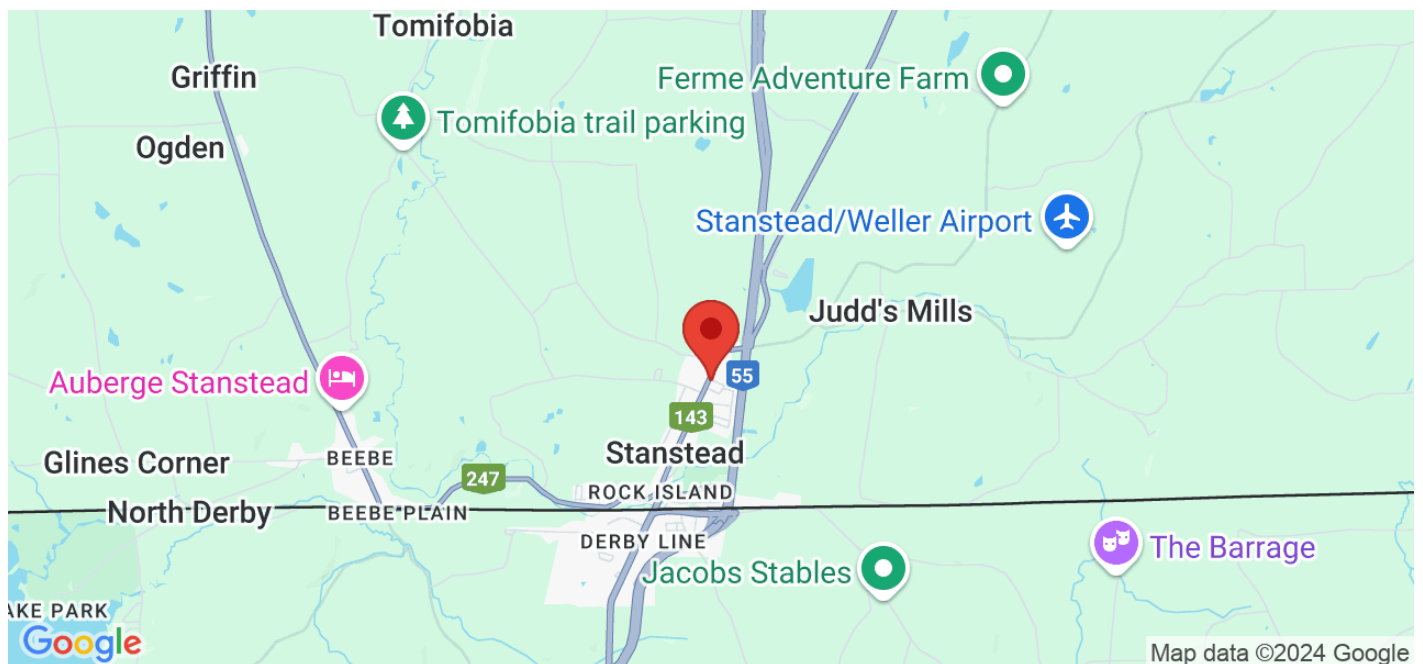 Tomifobia
Griffin
Ferme Adventure Farm
Tomifobia trail parking
Ogden
Stanstead/Weller Airport
Judd's Mills
Auberge Stanstead
55
143
Stanstead
BEEBE
Glines Corner
247
ROCK ISLAND
North Derby
BEEBE PLAIN
DERBY LINE
The Barrage
Jacobs Stables
AKE PARK
Google
Map data ©2024 Google